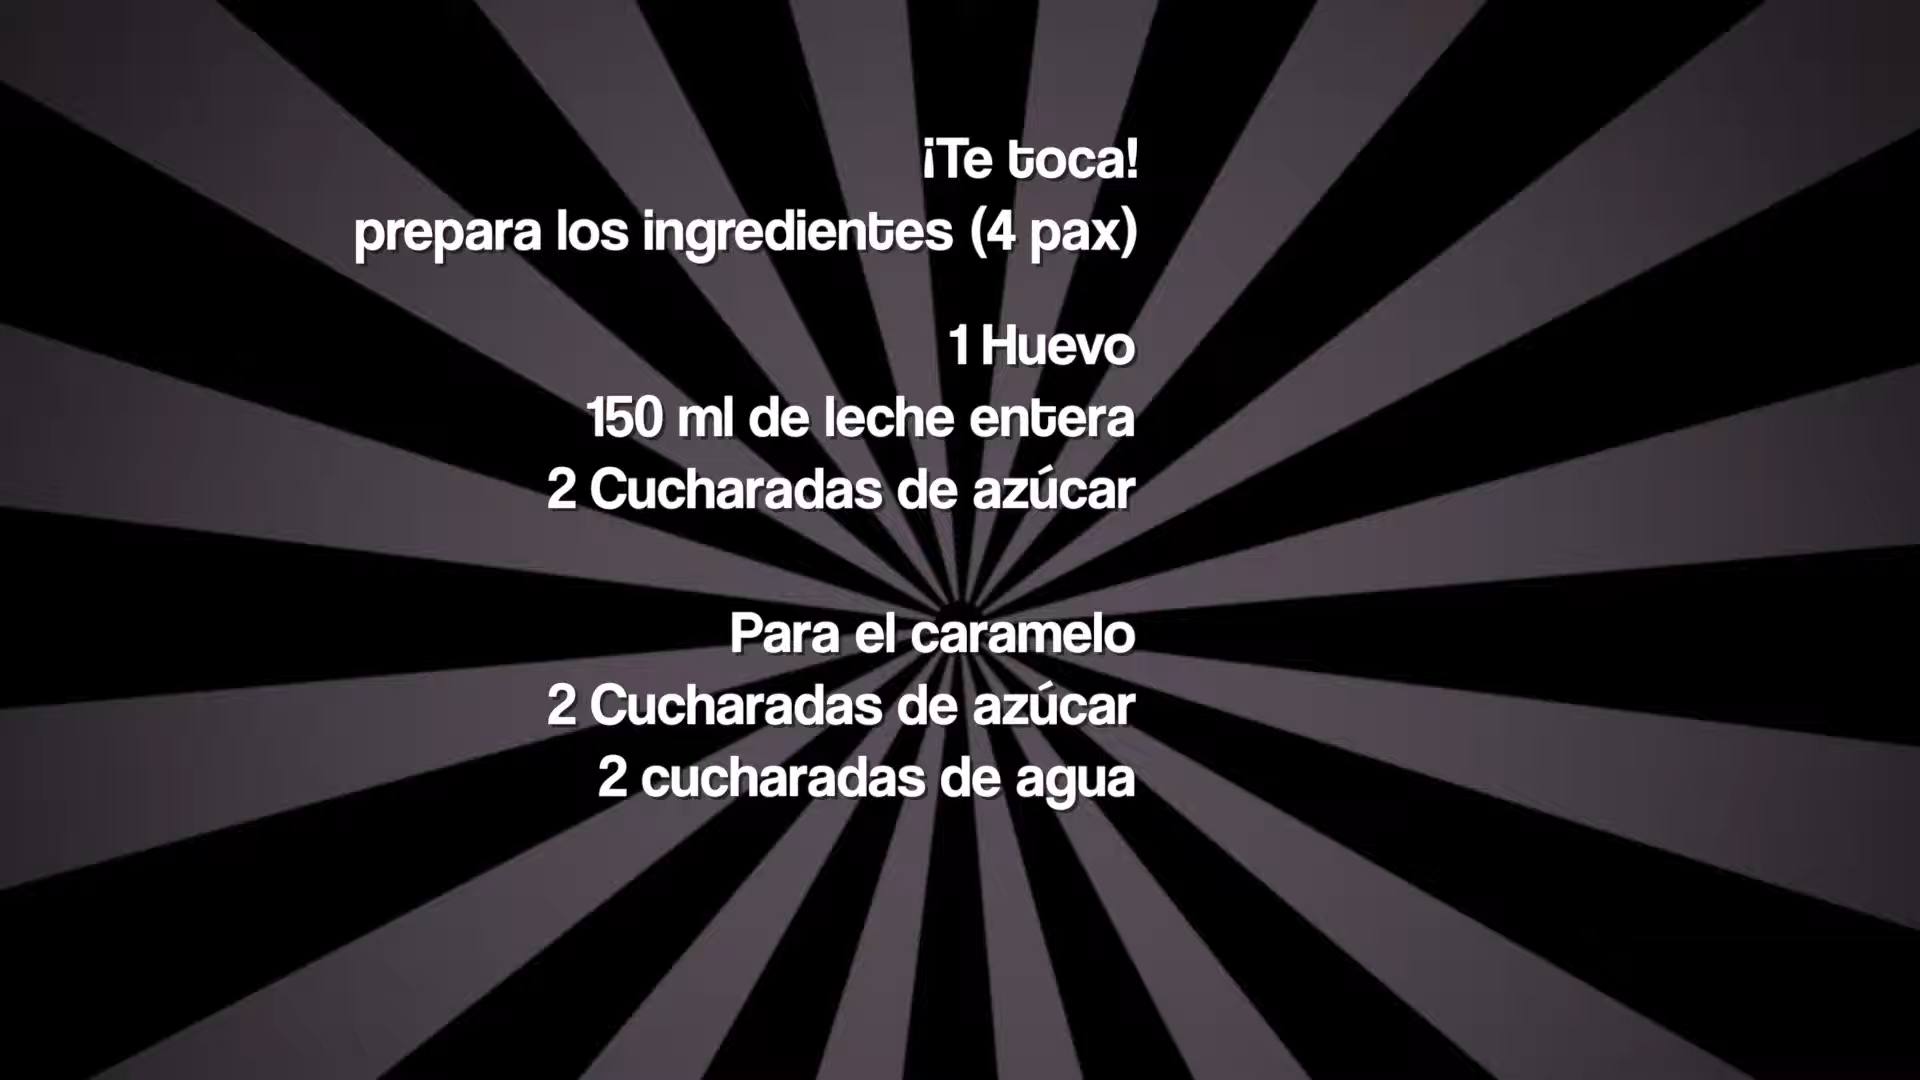 ¡Te toca!
prepara los ingredientes (4 pax)
1 Huevo
150 ml de leche entera
2 Cucharadas de azúcar
Para el caramelo
2 Cucharadas de azúcar
2 cucharadas de agua